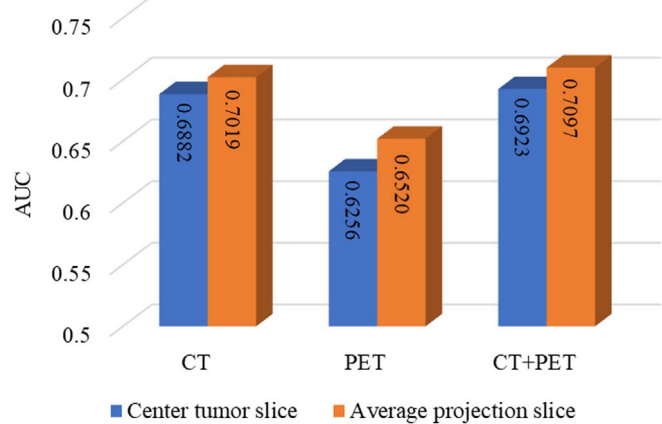 0.75
0.7
0.65
0.6
0.55
0.5
AUC
0.6882
0.7019
0.6256
0.6520
0.6923
0.7097
CT
PET
CT+PET
Center tumor slice
Average projection slice